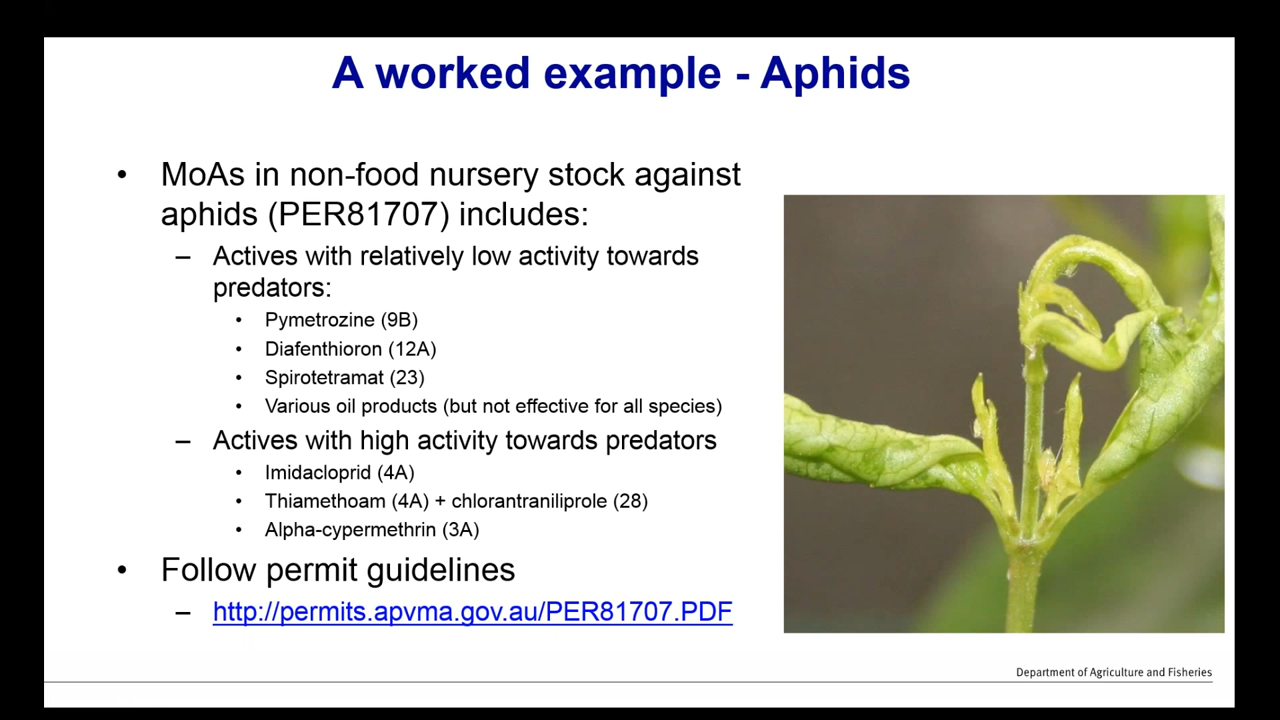 A worked example - Aphids
• MoAs in non-food nursery stock against
aphids (PER81707) includes:
– Actives with relatively low activity towards
predators:
• Pymetrozine (9B)
• Diafenthioron (12A)
• Spirotetramat (23)
• Various oil products (but not effective for all species)
– Actives with high activity towards predators
• Imidacloprid (4A)
• Thiamethoam (4A) + chlorantraniliprole (28)
• Alpha-cypermethrin (3A)
• Follow permit guidelines
– http://permits.apvma.gov.au/PER81707.PDF
Department of Agriculture and Fisheries